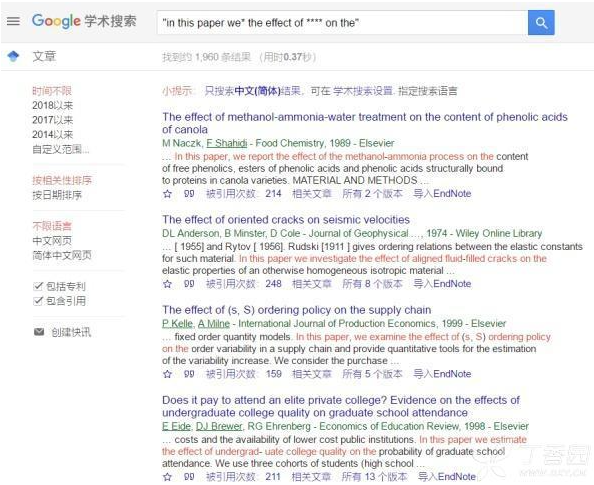 Google 学术搜索
"in this paper we* the effect of **** on the"
文章
找到约 1,960 条结果 (用时0.37秒)
时间不限
2018以来
2017以来
2014以来
自定义范围...
按相关性排序
按日期排序
不限语言
中文网页
简体中文网页
包括专利
包含引用
创建快讯
小提示: 只搜索中文(简体)结果，可在 学术搜索设置. 指定搜索语言
The effect of methanol-ammonia-water treatment on the content of phenolic acids
of canola
M Naczk, F Shahidi - Food Chemistry, 1989 - Elsevier
... In this paper, we report the effect of the methanol-ammonia process on the content
of free phenolics, esters of phenolic acids and phenolic acids structurally bound
to proteins in canola varieties. MATERIAL AND METHODS ...
被引用次数: 214 相关文章 所有 2 个版本 导入EndNote
The effect of oriented cracks on seismic velocities
DL Anderson, B Minster, D Cole - Journal of Geophysical ..., 1974 - Wiley Online Library
... [ 1955] and Rytov [ 1956]. Rudski [1911 ] gives ordering relations between the elastic constants
for such material. In this paper we investigate the effect of aligned fluid-filled cracks on the
elastic properties of an otherwise homogeneous isotropic material ...
被引用次数: 248 相关文章 所有 8 个版本 导入EndNote
The effect of (s, S) ordering policy on the supply chain
P Kelle, A Milne - International Journal of Production Economics, 1999 - Elsevier
... fixed order quantity models. In this paper, we examine the effect of (s, S) ordering policy
on the order variability in a supply chain and provide quantitative tools for the estimation
of the variability increase. We consider the purchase ...
被引用次数: 159 相关文章 所有 5 个版本 导入EndNote
Does it pay to attend an elite private college? Evidence on the effects of
undergraduate college quality on graduate school attendance
E Eide, DJ Brewer, RG Ehrenberg - Economics of Education Review, 1998 - Elsevier
... costs and the availability of lower cost public institutions. In this paper we estimate
the effect of undergrad- uate college quality on the probability of graduate school
attendance. We use three cohorts of students (high school ...
被引用次数: 211 相关文章 所有 13 个版本 导入EndNote
丁香园